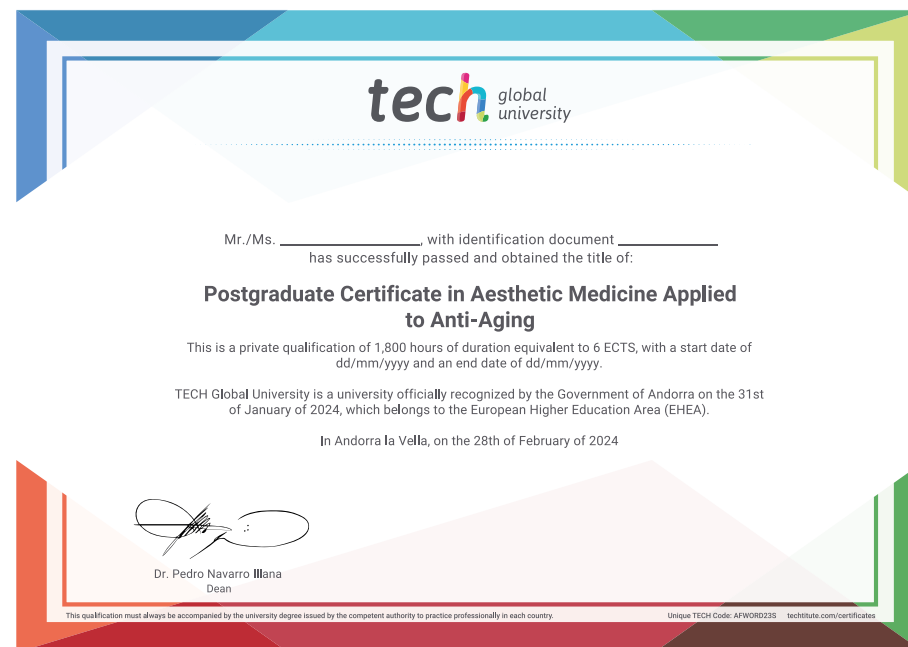 tech global university
Mr./Ms. ____________________, with identification document ______________
has successfully passed and obtained the title of:
Postgraduate Certificate in Aesthetic Medicine Applied
to Anti-Aging
This is a private qualification of 1,800 hours of duration equivalent to 6 ECTS, with a start date of
dd/mm/yyyy and an end date of dd/mm/yyyy.
TECH Global University is a university officially recognized by the Government of Andorra on the 31st
of January of 2024, which belongs to the European Higher Education Area (EHEA).
In Andorra la Vella, on the 28th of February of 2024
Dr. Pedro Navarro Illana
Dean
This qualification must always be accompanied by the university degree issued by the competent authority to practice professionally in each country.
Unique TECH Code: AFWORD23S techtitute.com/certificates